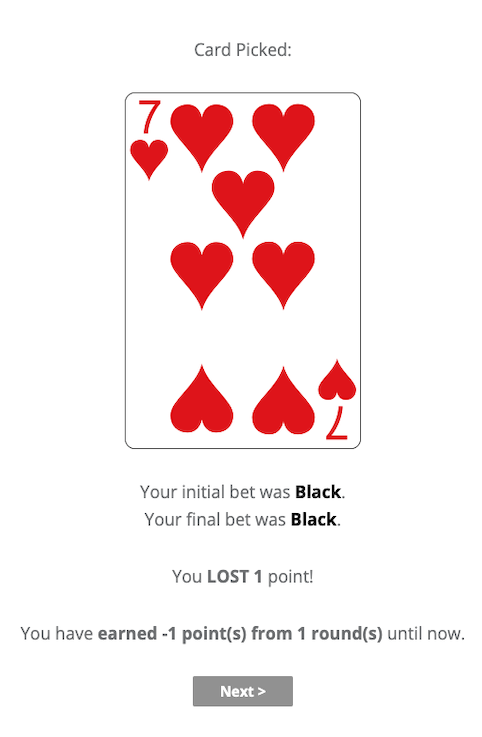 Card Picked:
7
7
Your initial bet was Black.
Your final bet was Black.
You LOST 1 point!
You have earned -1 point(s) from 1 round(s) until now.
Next >